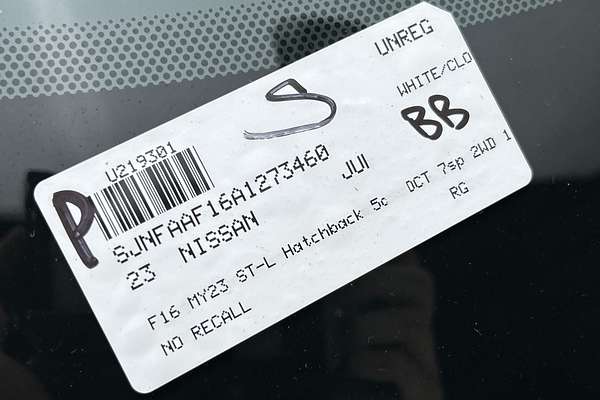 UNREG
S
WHITE/CLO
BB
U219301
P
SJNFAAF16A1273460
23 NISSAN JUI
F16 MY23 ST-L Hatchback 5c DCT 7sp 2WD 1
RG
NO RECALL